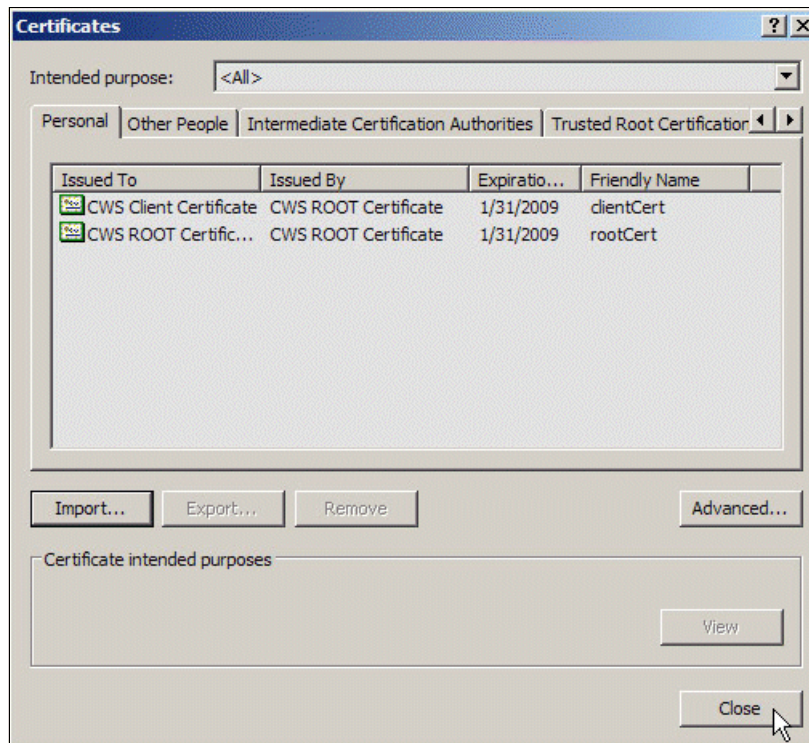 Certificates
Intended purpose: <All>
Personal Other People Intermediate Certification Authorities Trusted Root Certification
Issued To Issued By Expiratio... Friendly Name
CWS Client Certificate CWS ROOT Certificate 1/31/2009 clientCert
CWS ROOT Certific... CWS ROOT Certificate 1/31/2009 rootCert
Import... Export... Remove Advanced...
Certificate intended purposes
View
Close